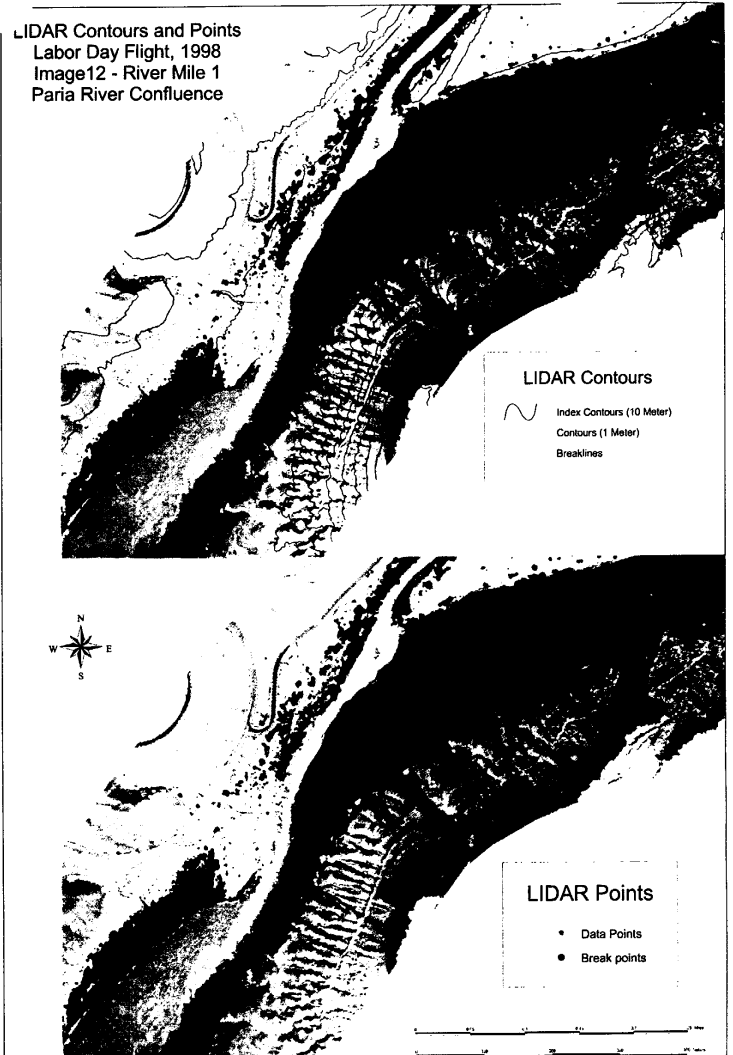 LIDAR Contours and Points
Labor Day Flight, 1998
Image12 - River Mile 1
Paria River Confluence
LIDAR Contours
Index Contours (10 Meter)
Contours (1 Meter)
Breaklines
N
W E
S
LIDAR Points
Data Points
Break points